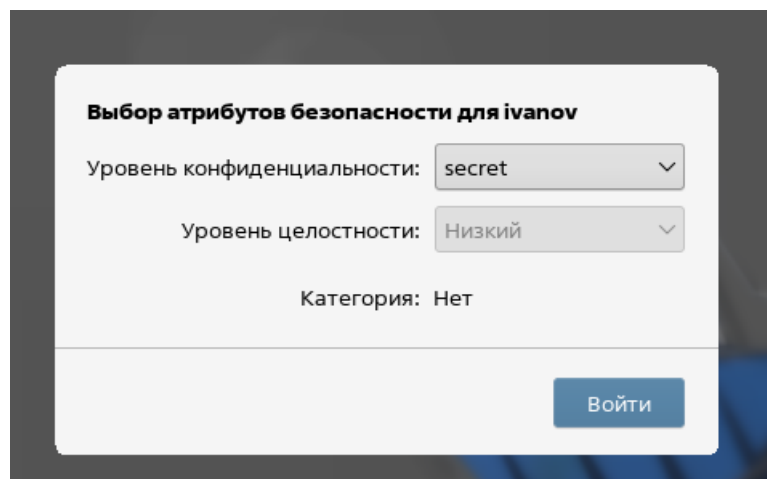 Выбор атрибутов безопасности для ivanov
Уровень конфиденциальности: secret
Уровень целостности: Низкий
Категория: Нет
Войти